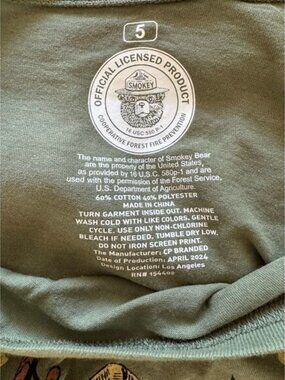 5
OFFICIAL LICENSED PRODUCT
SMOKEY
16 USC 580 P-1
COOPERATIVE FOREST FIRE PREVENTION
The name and character of Smokey Bear
are the property of the United States,
as provided by 16 U.S.C. 580p-1 and are
used with the permission of the Forest Service,
U.S. Department of Agriculture.
60% COTTON 40% POLYESTER
MADE IN CHINA
TURN GARMENT INSIDE OUT. MACHINE
WASH COLD WITH LIKE COLORS, GENTLE
CYCLE. USE ONLY NON-CHLORINE
BLEACH IF NEEDED. TUMBLE DRY LOW,
DO NOT IRON SCREEN PRINT.
The Manufacturer: CP BRANDED
Date of Production: APRIL 2024
Design Location: Los Angeles
RN# 154406